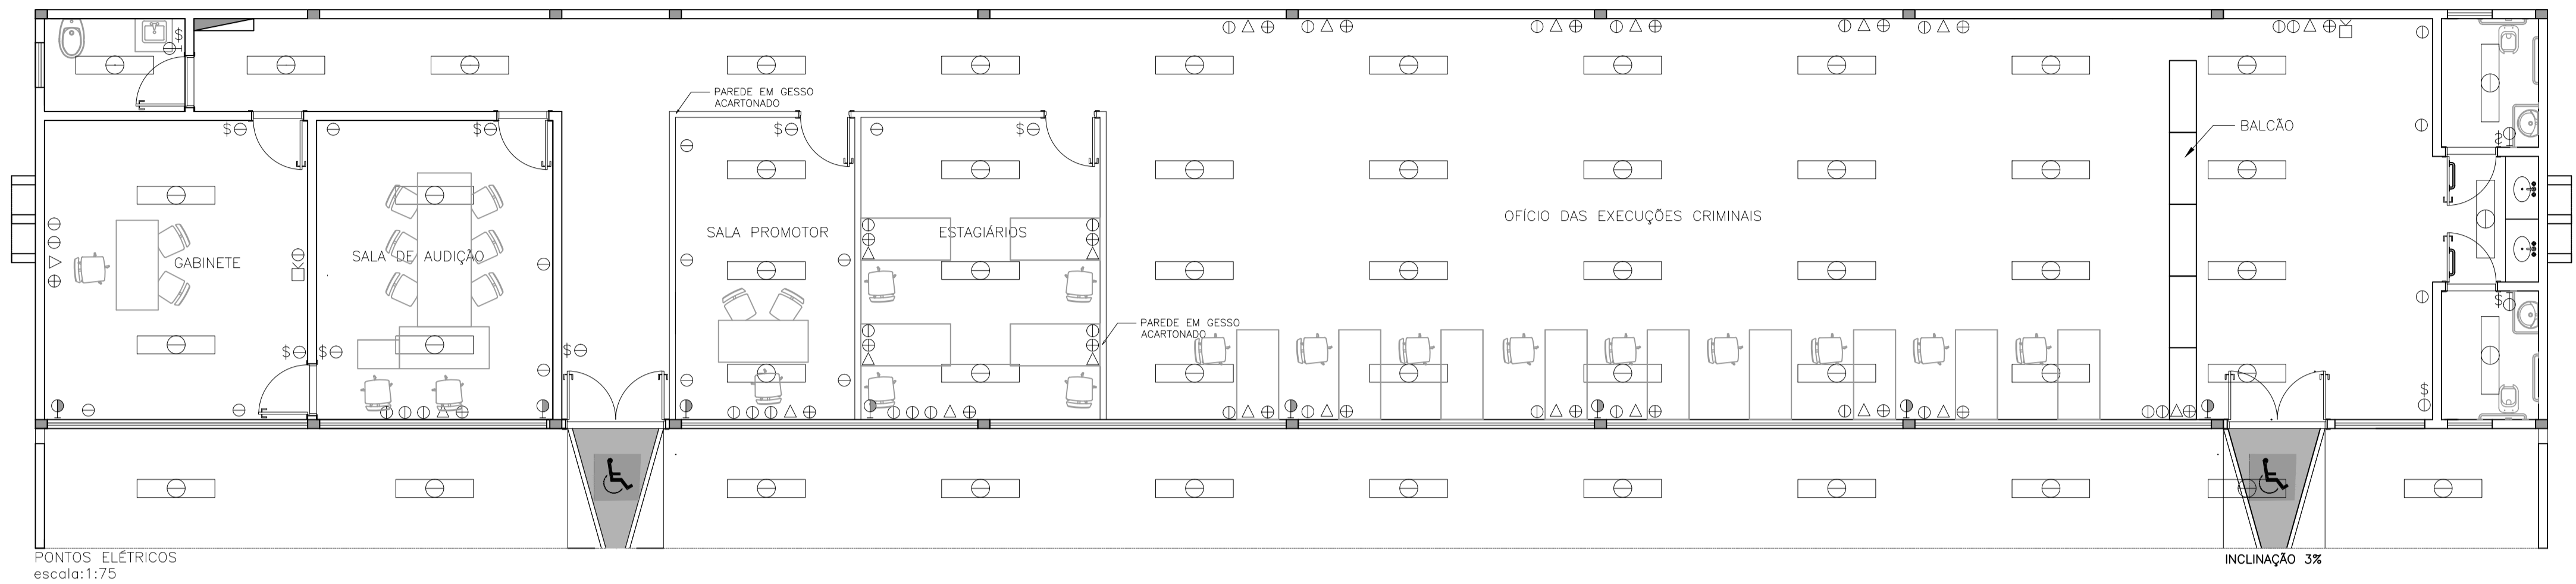 PAREDE EM GESSO
ACARTONADO
BALCÃO
OFÍCIO DAS EXECUÇÕES CRIMINAIS
SALA PROMOTOR
ESTAGIÁRIOS
SALA DE AUDIÇÃO
GABINETE
PAREDE EM GESSO
ACARTONADO
PONTOS ELÉTRICOS
escala:1:75
INCLINAÇÃO 3%